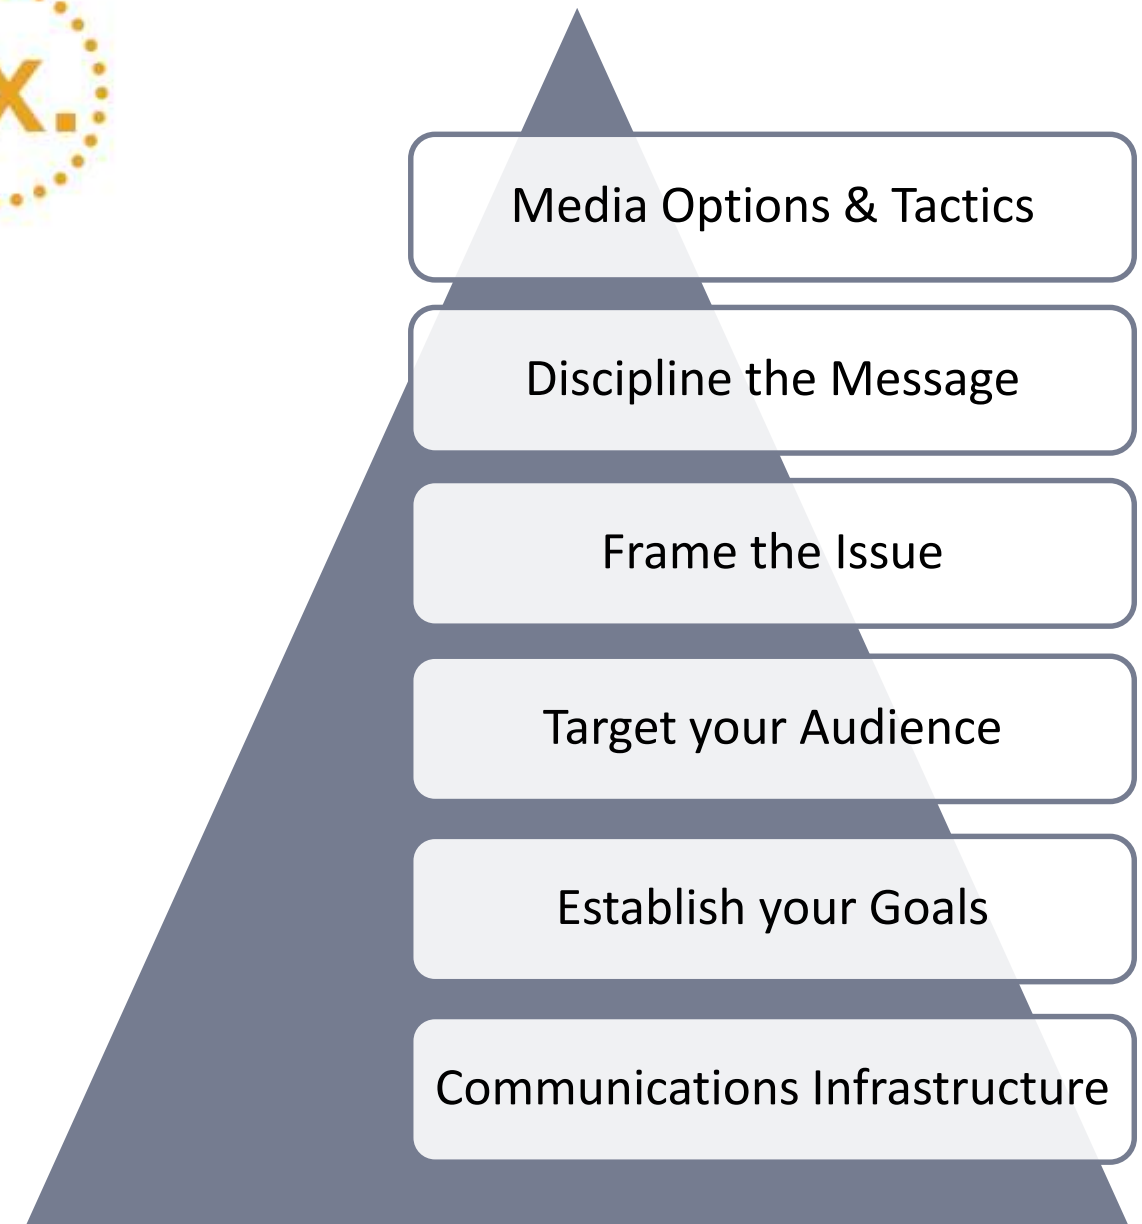 x.
Media Options & Tactics
Discipline the Message
Frame the Issue
Target your Audience
Establish your Goals
Communications Infrastructure